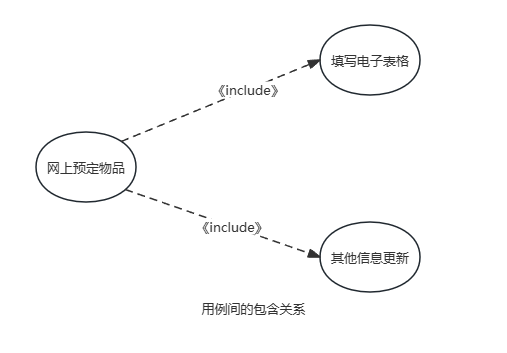 填写电子表格
《include》
网上预定物品
《include》
其他信息更新
用例间的包含关系